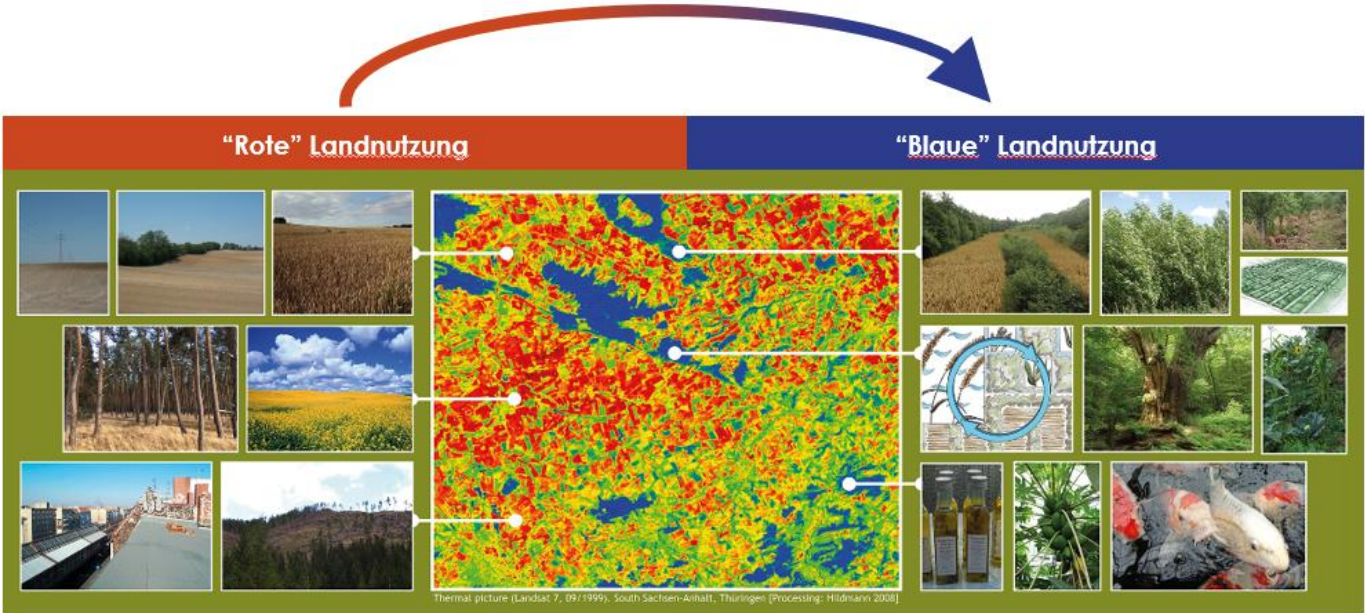 “Rote” Landnutzung
“Blaue” Landnutzung
Thermal picture (Landsat 7, 09/1999). South Sachsen-Anhalt, Thüringen [Processing: Hildmann 2008]